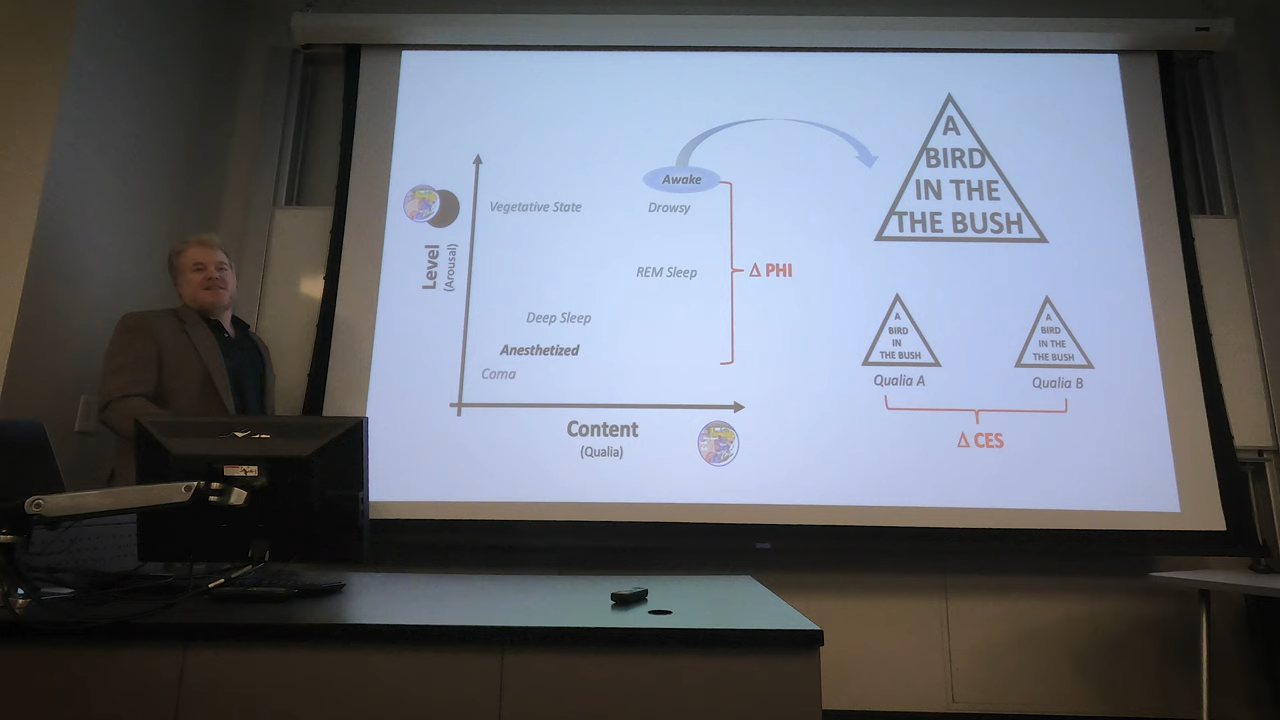 Awake
Vegetative State
Drowsy
Level
(Arousal)
REM Sleep
Δ PHI
Deep Sleep
Anesthetized
Coma
Content
(Qualia)
A
BIRD
IN THE
THE BUSH
A
BIRD
IN
THE BUSH
Qualia A
A
BIRD
IN THE
THE BUSH
Qualia B
Δ CES